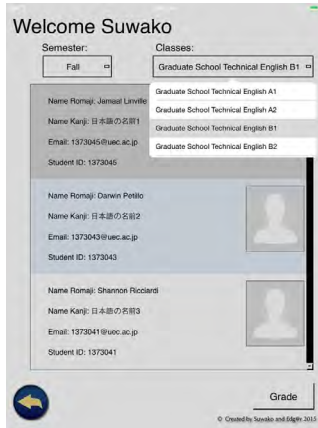 Welcome Suwako
Semester:
Classes:
Fall
Graduate School Technical English B1
Graduate School Technical English A1
Graduate School Technical English A2
Graduate School Technical English B1
Graduate School Technical English B2
Name Romaji: Jamaal Linville
Name Kanji: 日本語の名前1
Email: 1373045@uec.ac.jp
Student ID: 1373045
Name Romaji: Darwin Petillo
Name Kanji: 日本語の名前2
Email: 1373043@uec.ac.jp
Student ID: 1373043
Name Romaji: Shannon Ricciardi
Name Kanji: 日本語の名前3
Email: 1373041@uec.ac.jp
Student ID: 1373041
Grade
© Created by Suwako and Edg@r 2015